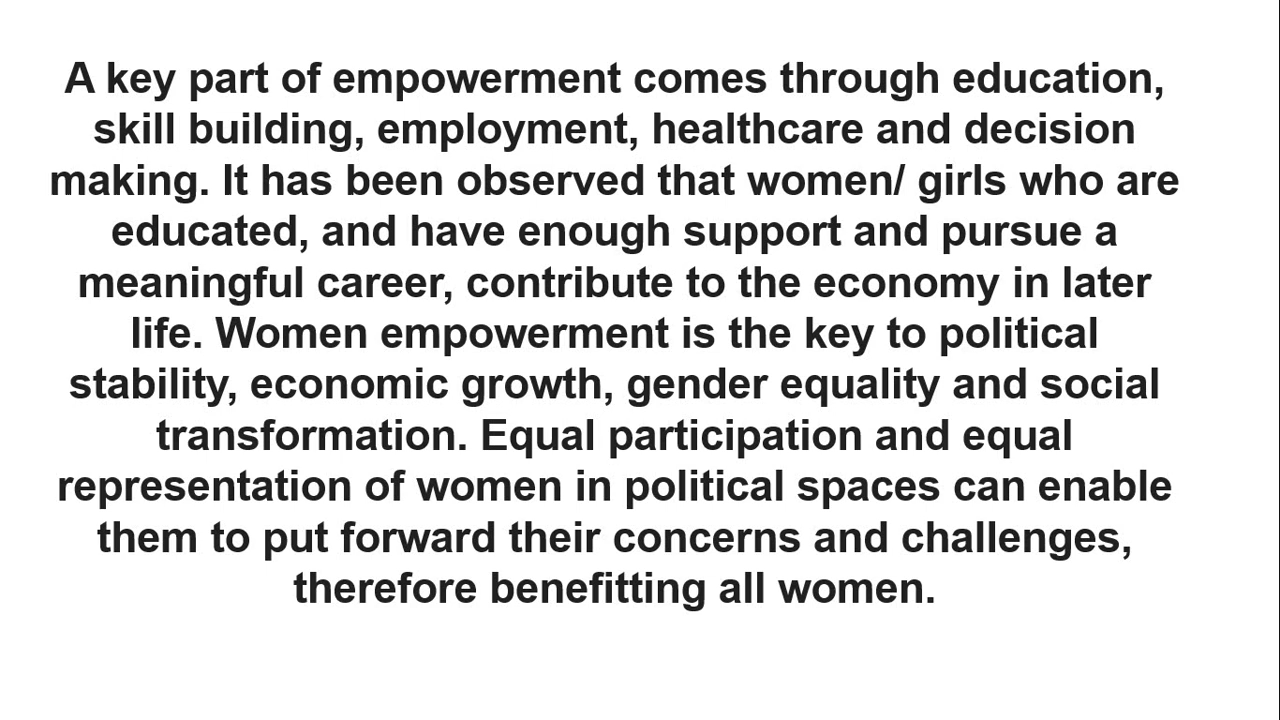 A key part of empowerment comes through education,
skill building, employment, healthcare and decision
making. It has been observed that women/ girls who are
educated, and have enough support and pursue a
meaningful career, contribute to the economy in later
life. Women empowerment is the key to political
stability, economic growth, gender equality and social
transformation. Equal participation and equal
representation of women in political spaces can enable
them to put forward their concerns and challenges,
therefore benefitting all women.